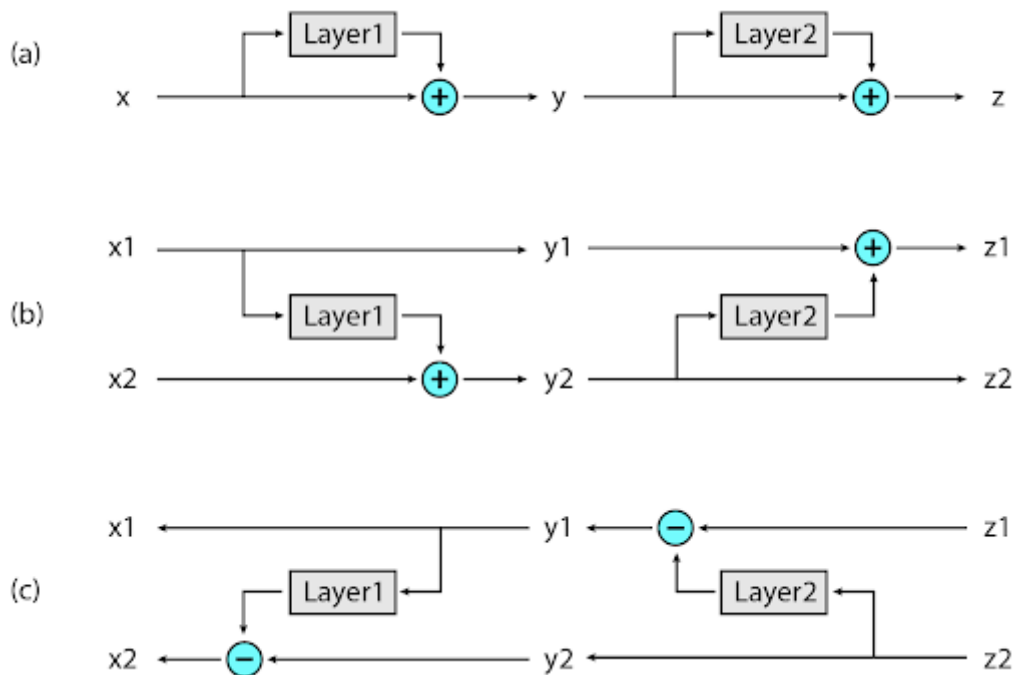 (a)
Layer1
Layer2
x + y + z
(b)
x1 y1 + z1
Layer1
Layer2
x2 + y2 z2
(c)
x1 y1 − z1
Layer1
Layer2
x2 − y2 z2